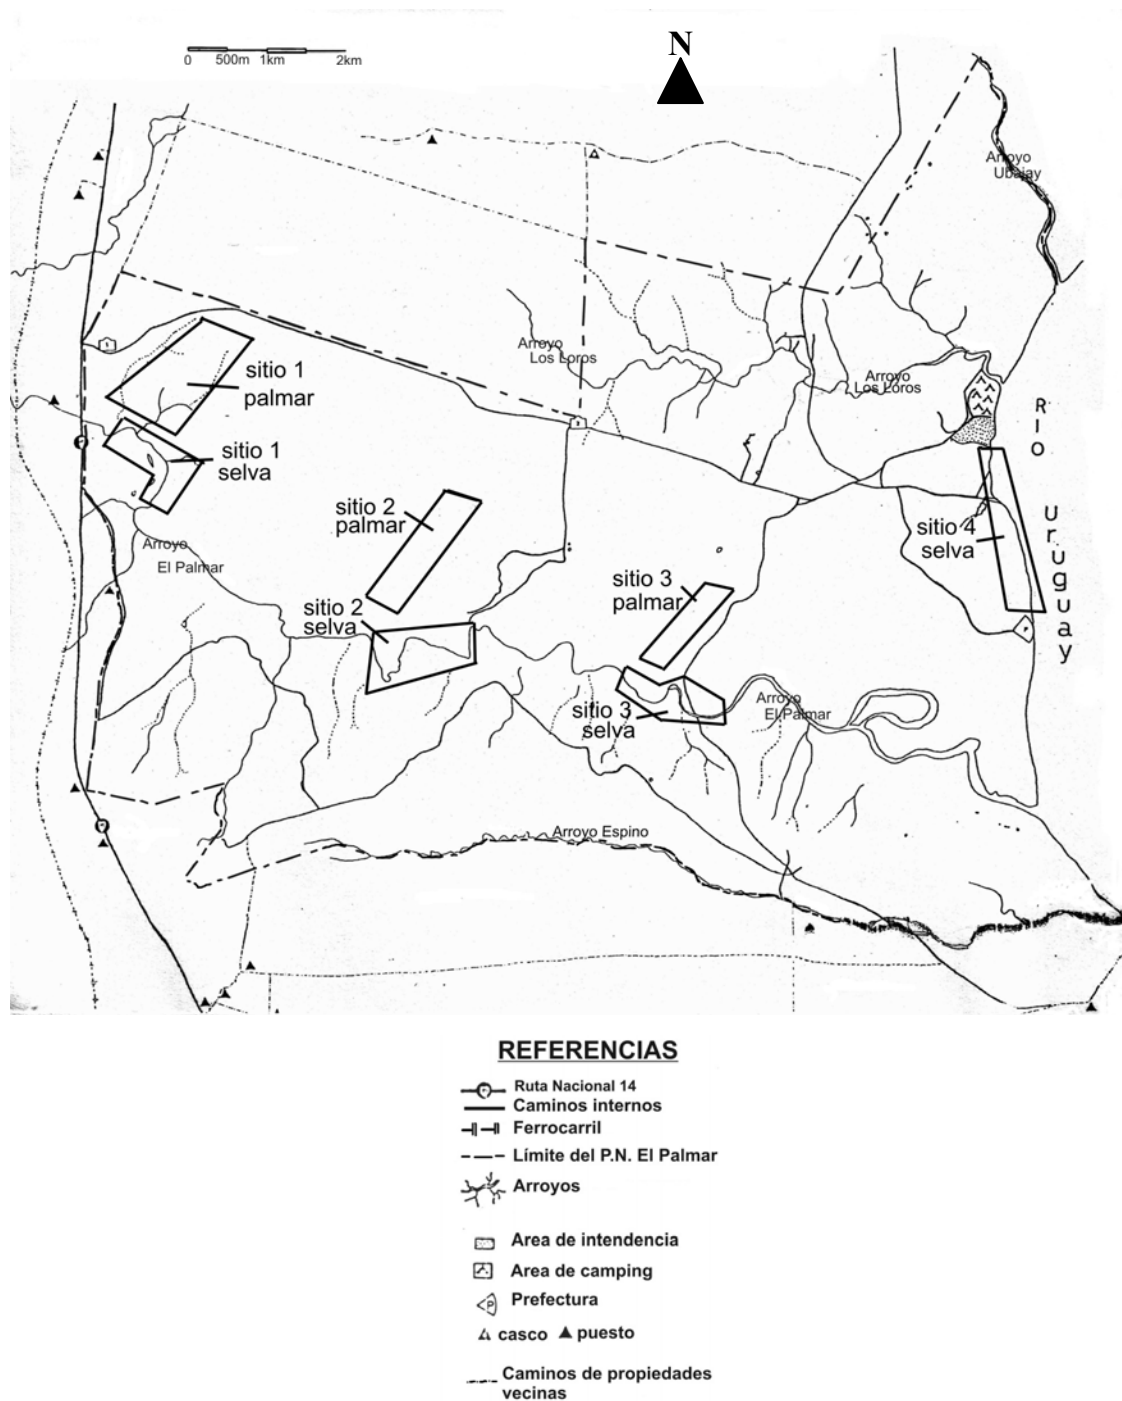 N
0 500m 1km 2km
Arroyo
Ubajay
Arroyo
Los Loros
Arroyo
Los Loros
sitio 1
palmar
RIO
sitio 1
selva
sitio 2
palmar
uruguay
sitio 4
selva
Arroyo
El Palmar
sitio 3
palmar
sitio 2
selva
P
Arroyo
El Palmar
sitio 3
selva
Arroyo Espino
REFERENCIAS
Ruta Nacional 14
Caminos internos
Ferrocarril
Límite del P.N. El Palmar
Arroyos
Area de intendencia
Area de camping
P Prefectura
casco puesto
Caminos de propiedades
vecinas